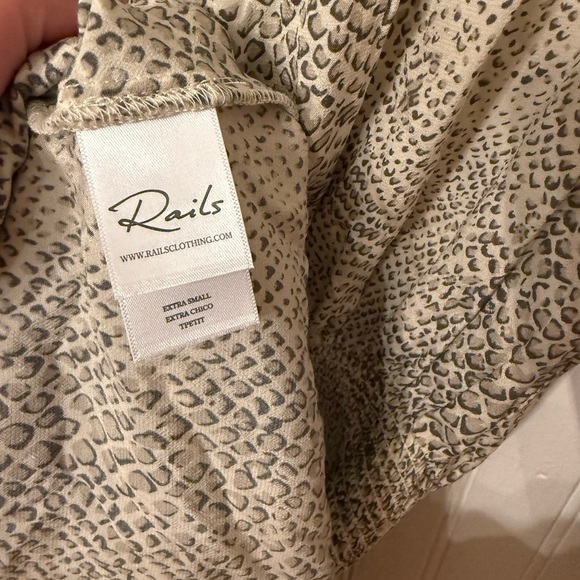 Rails
WWW.RAILSCLOTHING.COM
EXTRA SMALL
EXTRA CHICO
TPETIT